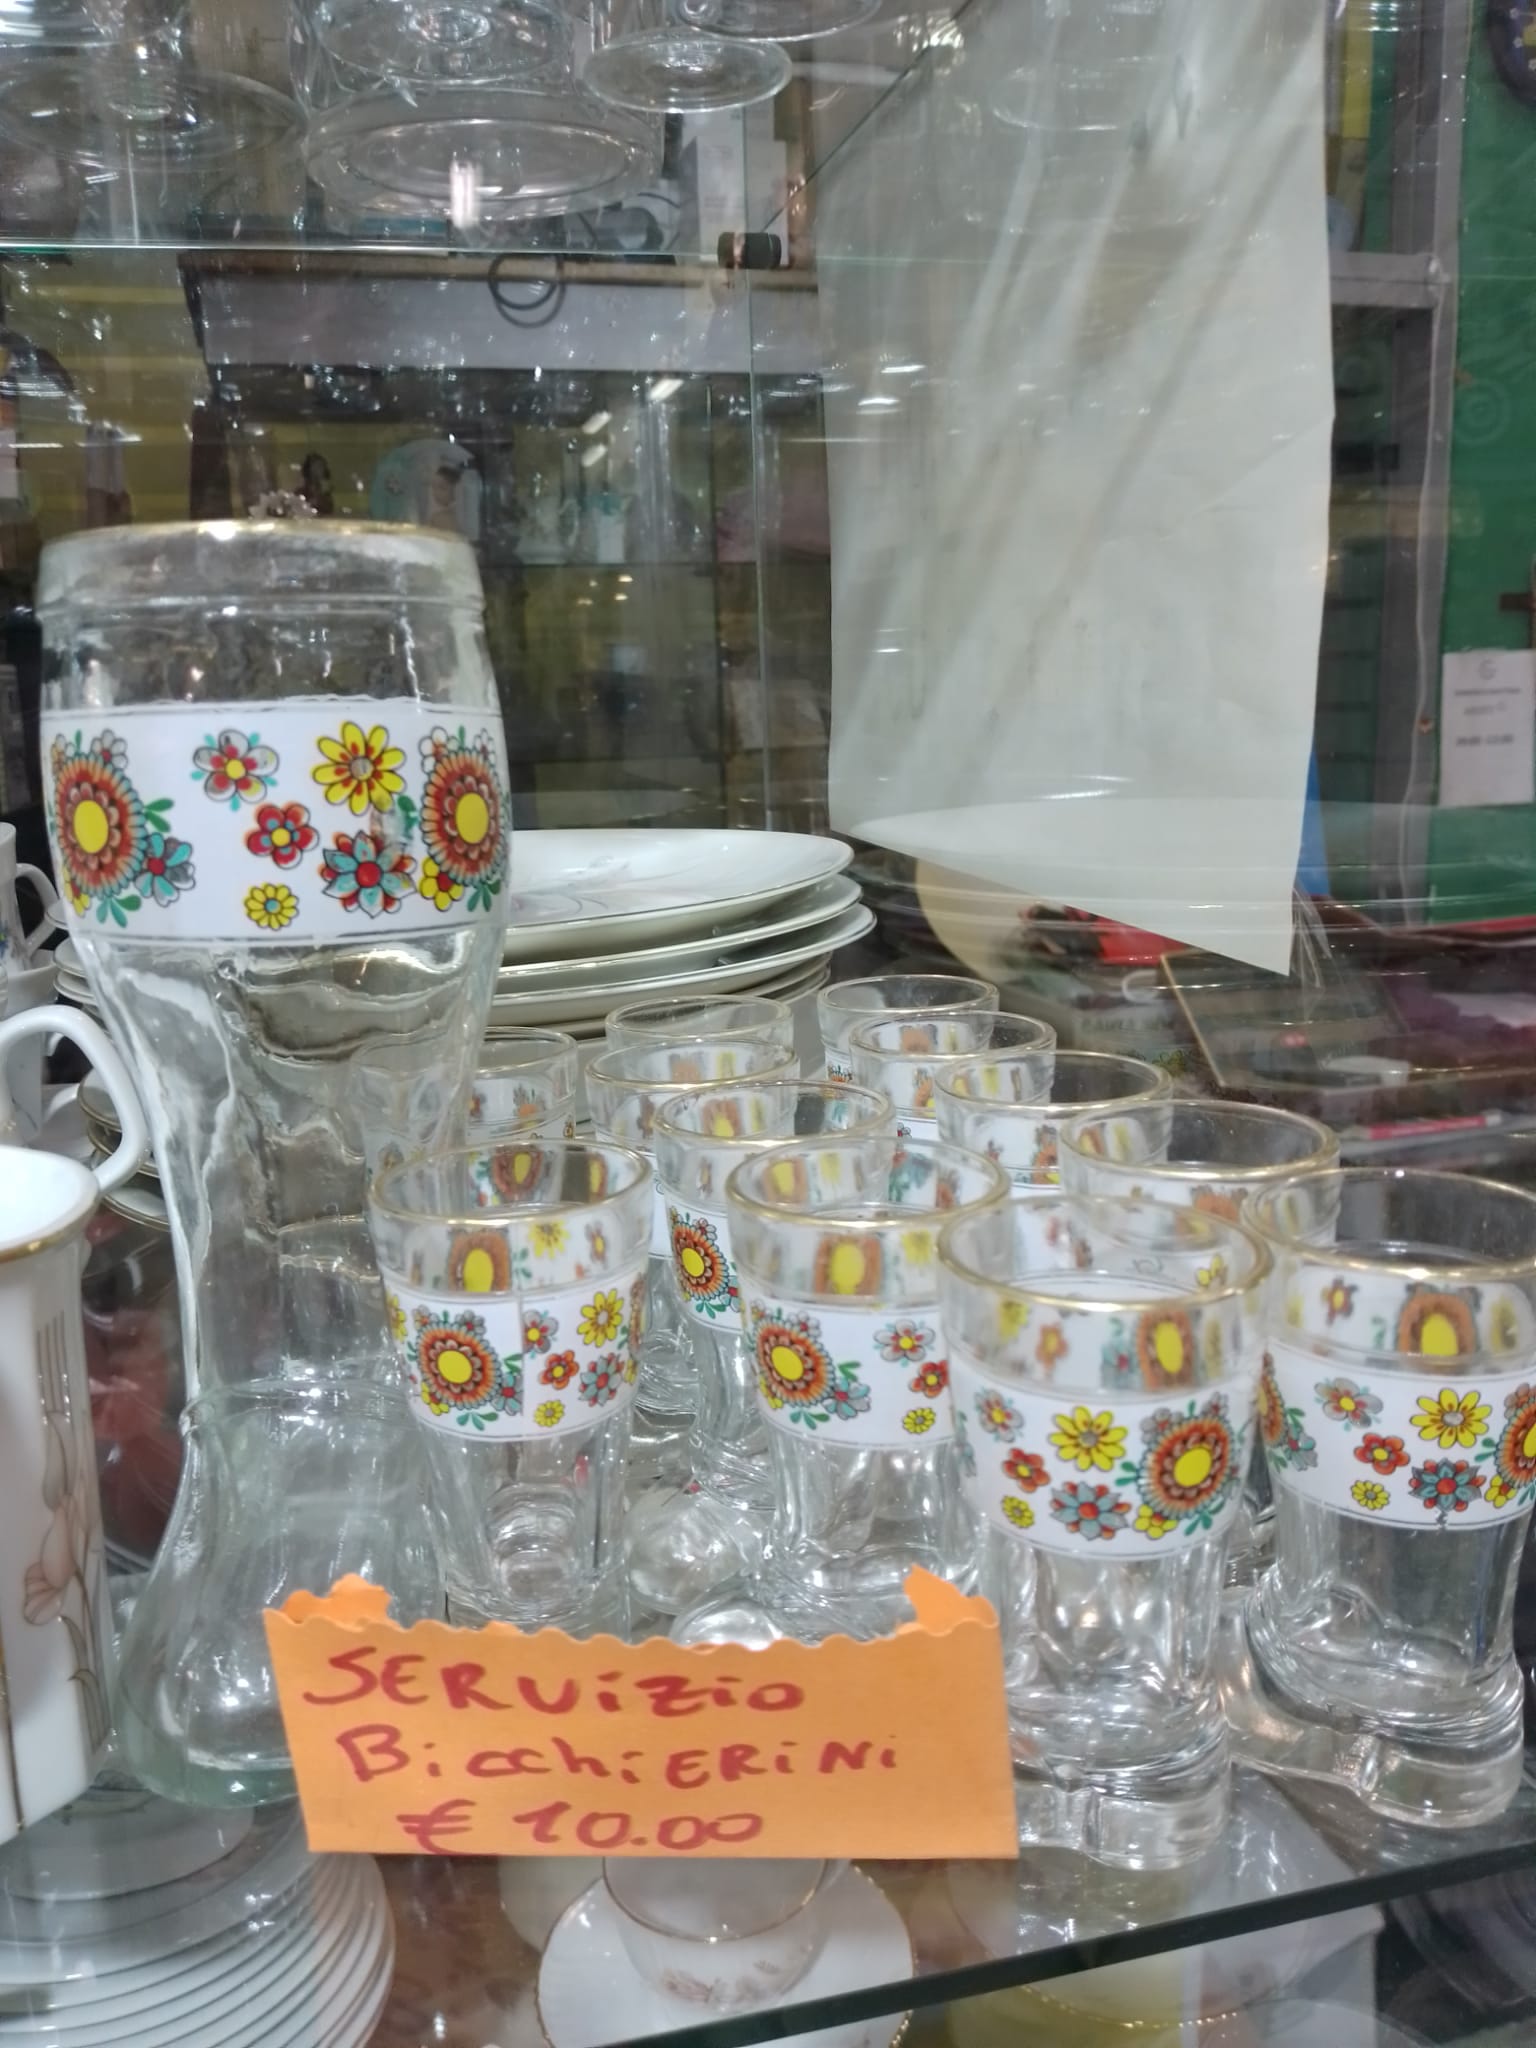 SERViZio
BicchiERiNi
€ 10.00